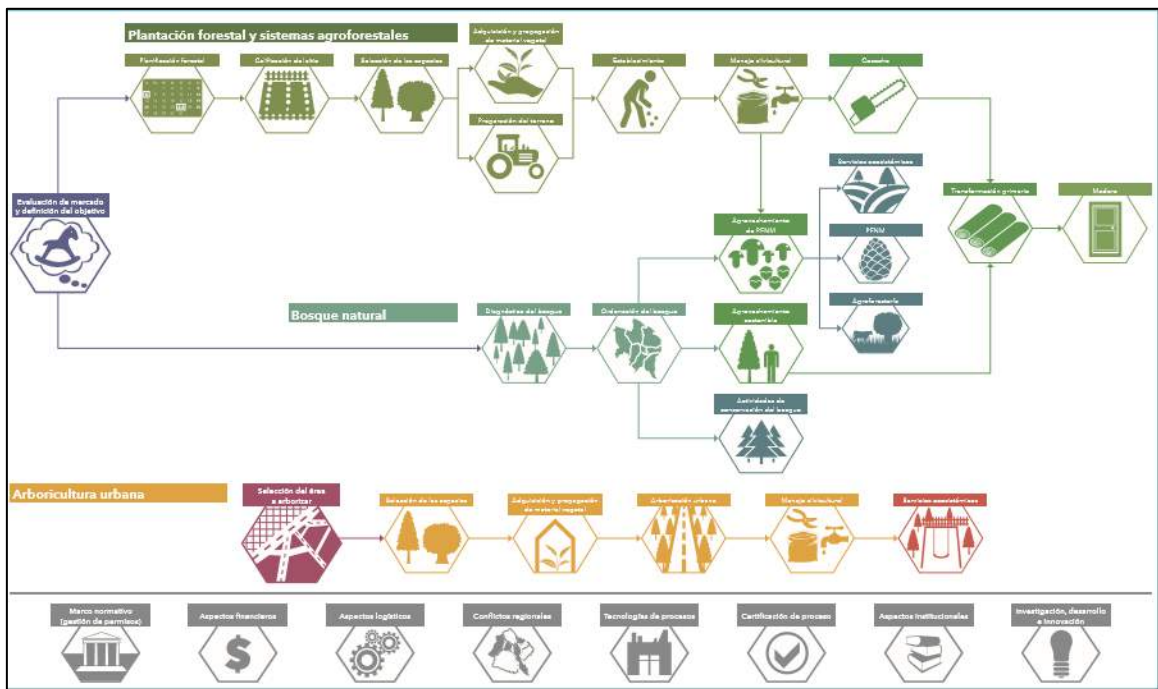 Plantación forestal y sistemas agroforestales
Adquisición y propagación
de material vegetal
Planificación forestal
Calificación del sitio
Selección de las especies
Establecimiento
Manejo silvicultural
Cosecha
Preparación del terreno
Servicios ecosistémicos
Evaluación de mercado
y definición del objetivo
Transformación primaria
Madera
Aprovechamiento
de PFNM
PFNM
Bosque natural
Diagnóstico del bosque
Ordenación del bosque
Aprovechamiento
sostenible
Agroforestería
Actividades de
conservación del bosque
Arboricultura urbana
Selección del área
a arborizar
Selección de las especies
Adquisición y propagación
de material vegetal
Arborización urbana
Manejo silvicultural
Servicios ecosistémicos
Marco normativo
(gestión de permisos)
Aspectos financieros
Aspectos logísticos
Conflictos regionales
Tecnologías de procesos
Certificación de proceso
Aspectos institucionales
Investigación, desarrollo
e innovación